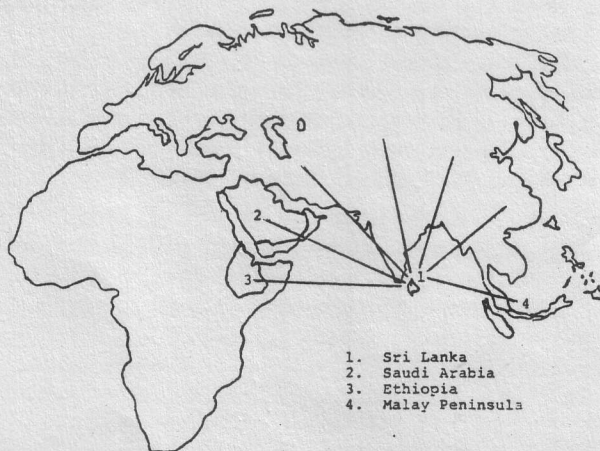 2
1
3
4
1. Sri Lanka
2. Saudi Arabia
3. Ethiopia
4. Malay Peninsula